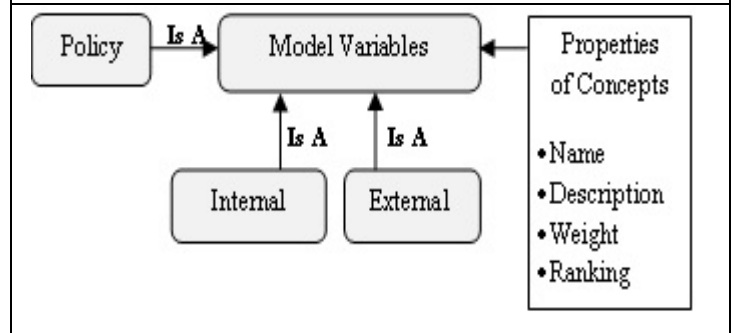 Policy
Is A
Model Variables
Properties
of Concepts
Is A
Is A
Internal
External
•Name
•Description
•Weight
•Ranking